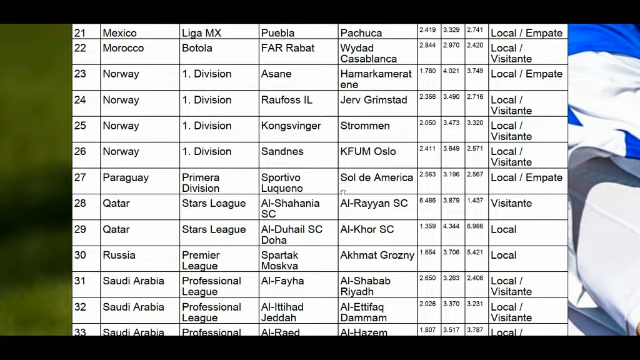 21 Mexico Liga MX Puebla Pachuca 2.419 3.329 2.741 Local / Empate
22 Morocco Botola FAR Rabat Wydad Casablanca 2.844 2.970 2.420 Local / Visitante
23 Norway 1. Division Asane Hamarkamerat ene 1.780 4.021 3.749 Local / Empate
24 Norway 1. Division Raufoss IL Jerv Grimstad 2.356 3.490 2.716 Local / Visitante
25 Norway 1. Division Kongsvinger Strommen 2.050 3.473 3.320 Local / Visitante
26 Norway 1. Division Sandnes KFUM Oslo 2.411 3.649 2.571 Local / Visitante
27 Paraguay Primera Division Sportivo Luqueno Sol de America 2.563 3.196 2.567 Local / Empate
28 Qatar Stars League Al-Shahania SC Al-Rayyan SC 6.486 3.879 1.437 Visitante
29 Qatar Stars League Al-Duhail SC Doha Al-Khor SC 1.359 4.344 6.986 Local
30 Russia Premier League Spartak Moskva Akhmat Grozny 1.654 3.706 5.421 Local
31 Saudi Arabia Professional League Al-Fayha Al-Shabab Riyadh 2.650 3.263 2.406 Local / Visitante
32 Saudi Arabia Professional League Al-Ittihad Jeddah Al-Ettifaq Dammam 2.026 3.370 3.231 Local / Visitante
33 Saudi Arabia Professional Al-Raed Al-Hazem 1.807 3.517 3.787 Local /